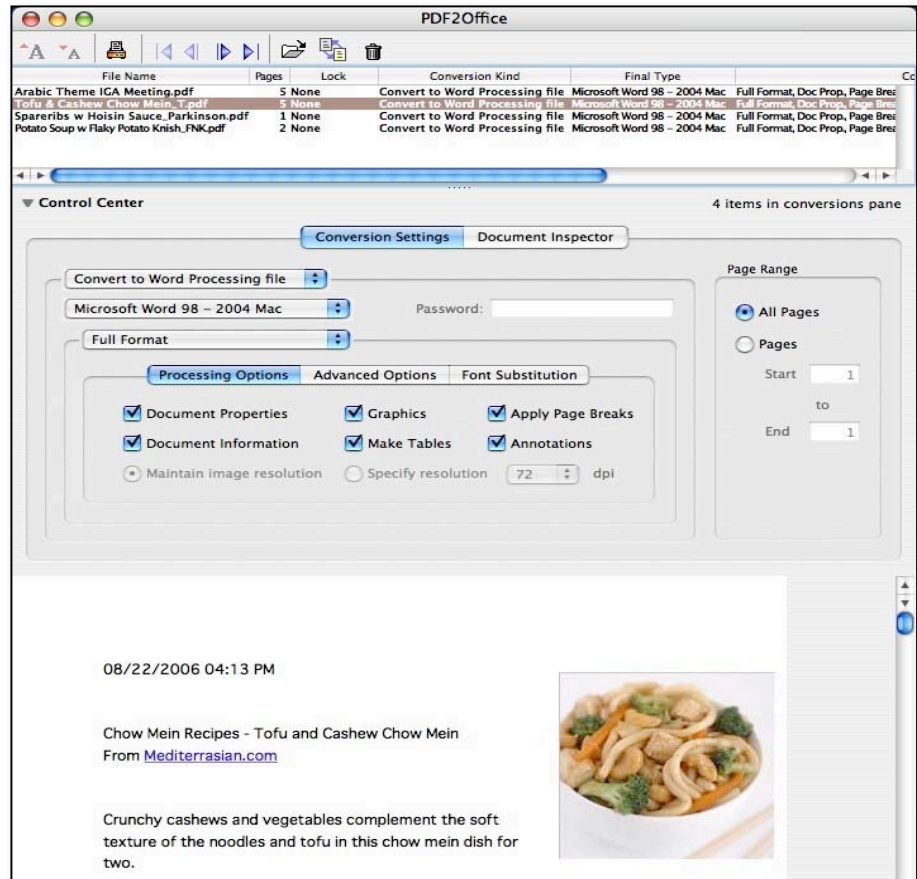 PDF2Office
A A
File Name Pages Lock Conversion Kind Final Type Co
Arabic Theme IGA Meeting.pdf 5 None Convert to Word Processing file Microsoft Word 98 – 2004 Mac Full Format, Doc Prop., Page Brea
Tofu & Cashew Chow Mein_T.pdf 5 None Convert to Word Processing file Microsoft Word 98 – 2004 Mac Full Format, Doc Prop, Page Brea
Spareribs w Hoisin Sauce_Parkinson.pdf 1 None Convert to Word Processing file Microsoft Word 98 – 2004 Mac Full Format, Doc Prop., Page Brea
Potato Soup w Flaky Potato Knish_FNK.pdf 2 None Convert to Word Processing file Microsoft Word 98 – 2004 Mac Full Format, Doc Prop., Page Brea
Control Center 4 items in conversions pane
Conversion Settings Document Inspector
Convert to Word Processing file
Microsoft Word 98 – 2004 Mac Password:
Full Format
Processing Options Advanced Options Font Substitution
Document Properties Graphics Apply Page Breaks
Document Information Make Tables Annotations
Maintain image resolution Specify resolution 72 dpi
Page Range
All Pages
Pages
Start 1
to
End 1
08/22/2006 04:13 PM
Chow Mein Recipes - Tofu and Cashew Chow Mein
From Mediterrasian.com
Crunchy cashews and vegetables complement the soft
texture of the noodles and tofu in this chow mein dish for
two.